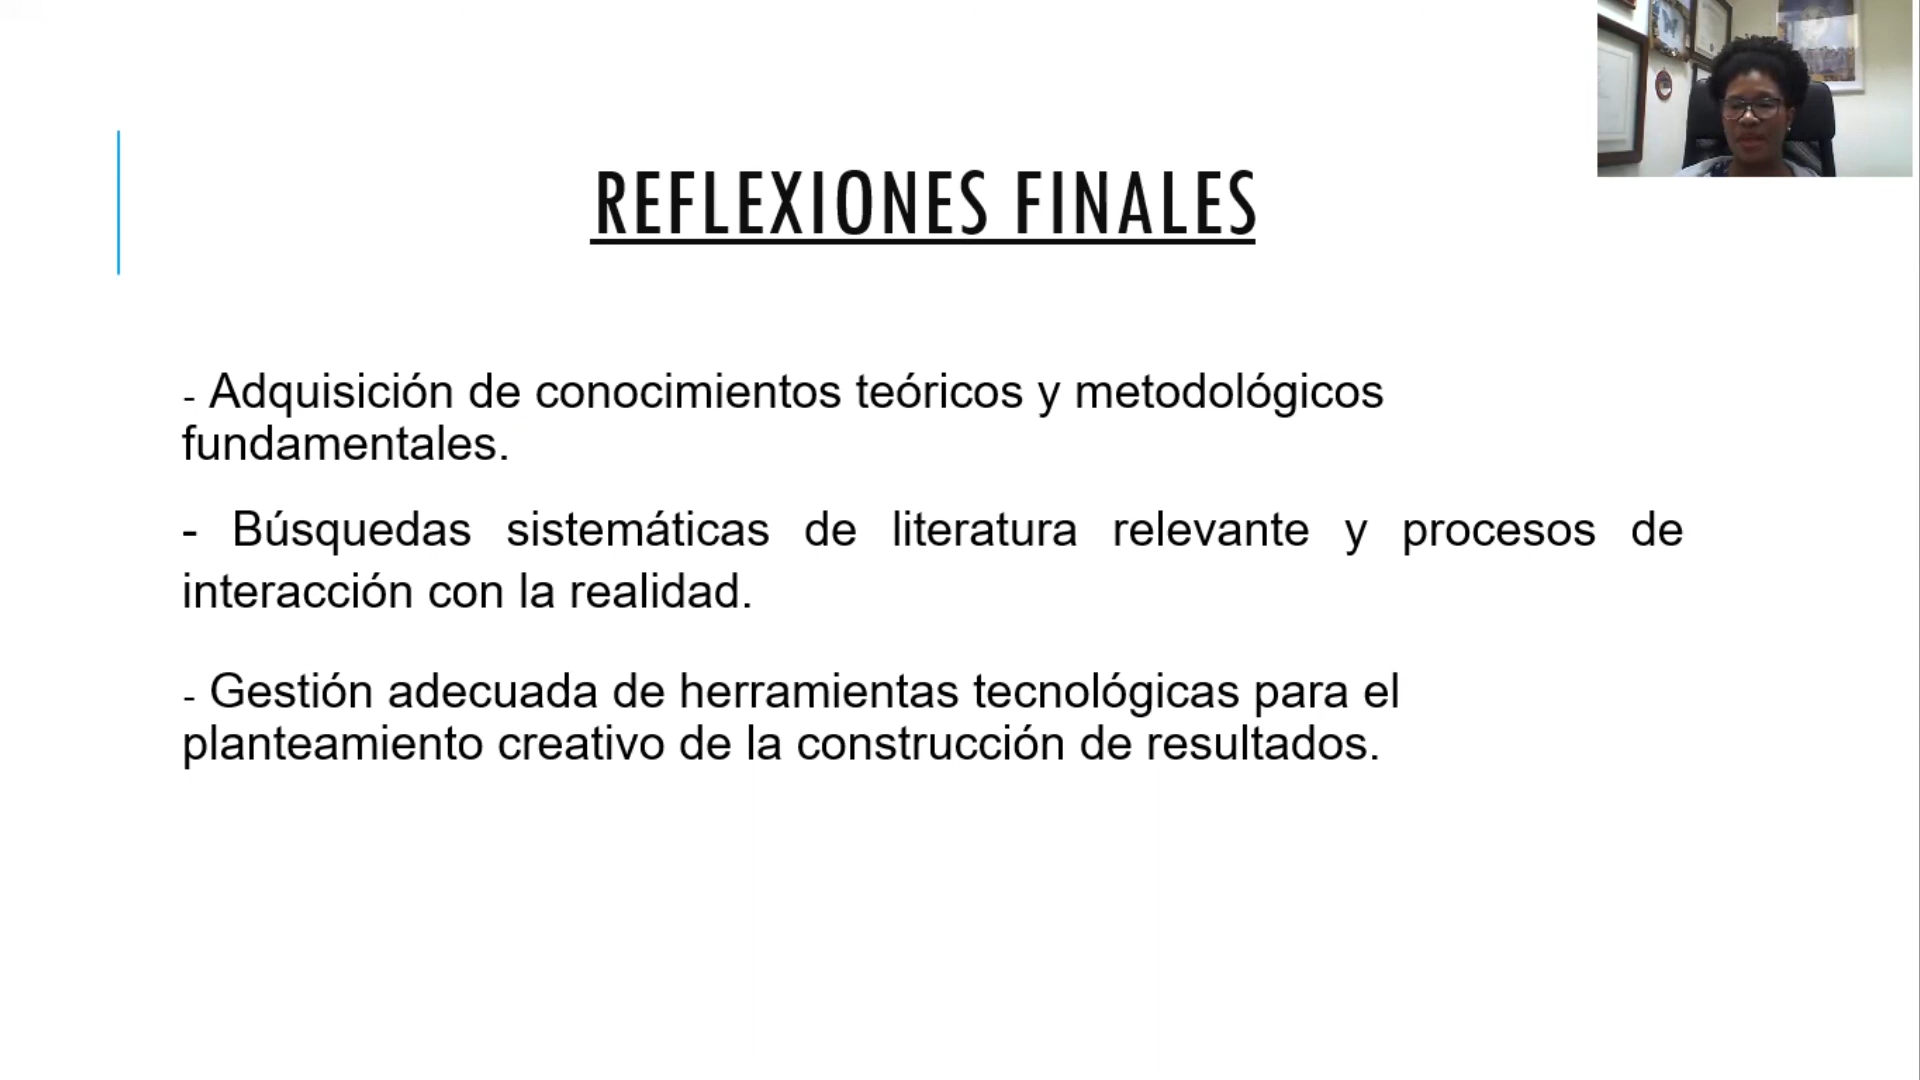 REFLEXIONES FINALES
- Adquisición de conocimientos teóricos y metodológicos
fundamentales.
- Búsquedas sistemáticas de literatura relevante y procesos de
interacción con la realidad.
- Gestión adecuada de herramientas tecnológicas para el
planteamiento creativo de la construcción de resultados.